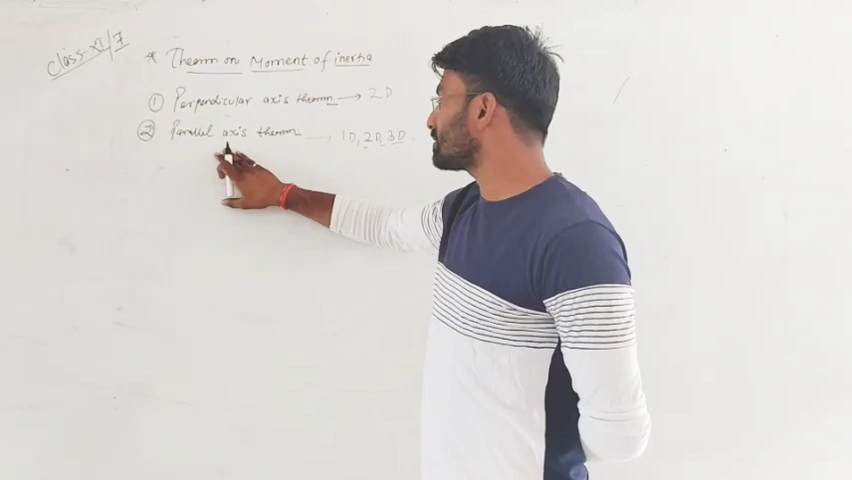 Class-XI/7
* Theorm on Moment of inertia
① Perpendicular axis theorm → 2D
② Parallel axis theorm → 1D, 2D, 3D.